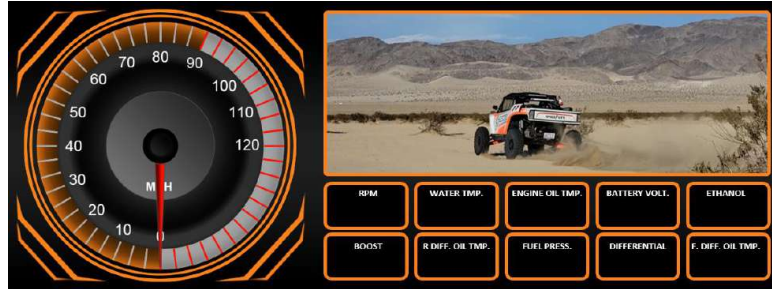 80
70
90
60
100
50
110
40
120
30
MPH
20
10
0
RPM
WATER TMP.
ENGINE OIL TMP.
BATTERY VOLT.
ETHANOL
BOOST
R DIFF. OIL TMP.
FUEL PRESS.
DIFFERENTIAL
F. DIFF. OIL TMP.